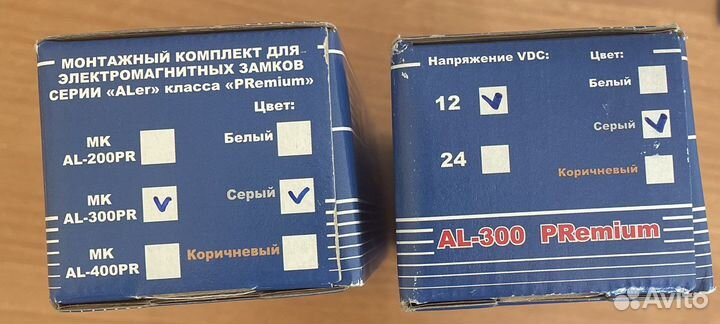 МОНТАЖНЫЙ КОМПЛЕКТ ДЛЯ
ЭЛЕКТРОМАГНИТНЫХ ЗАМКОВ
СЕРИИ «ALer» класса «PRemium»
Цвет:
МК
AL-200PR
Белый
МК
AL-300PR
Серый
МК
AL-400PR
Коричневый
Напряжение VDC:
Цвет:
12
Белый
Серый
24
Коричневый
AL-300 PRemium
Avito